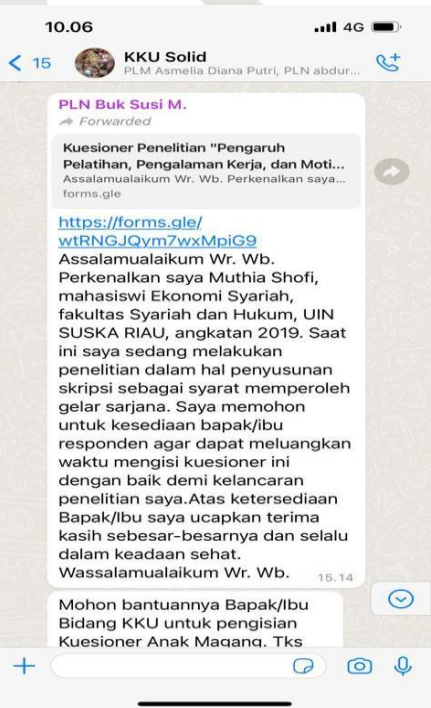 10.06
4G
15
KKU Solid
PLM Asmelia Diana Putri, PLN abdur...
PLN Buk Susi M.
Forwarded
Kuesioner Penelitian "Pengaruh
Pelatihan, Pengalaman Kerja, dan Moti...
Assalamualaikum Wr. Wb. Perkenalkan saya...
forms.gle
https://forms.gle/
wtRNGJQym7wxMpiG9
Assalamualaikum Wr. Wb.
Perkenalkan saya Muthia Shofi,
mahasiswi Ekonomi Syariah,
fakultas Syariah dan Hukum, UIN
SUSKA RIAU, angkatan 2019. Saat
ini saya sedang melakukan
penelitian dalam hal penyusunan
skripsi sebagai syarat memperoleh
gelar sarjana. Saya memohon
untuk kesediaan bapak/ibu
responden agar dapat meluangkan
waktu mengisi kuesioner ini
dengan baik demi kelancaran
penelitian saya.Atas ketersediaan
Bapak/Ibu saya ucapkan terima
kasih sebesar-besarnya dan selalu
dalam keadaan sehat.
Wassalamualaikum Wr. Wb.
15.14
Mohon bantuannya Bapak/Ibu
Bidang KKU untuk pengisian
Kuesioner Anak Magang. Tks